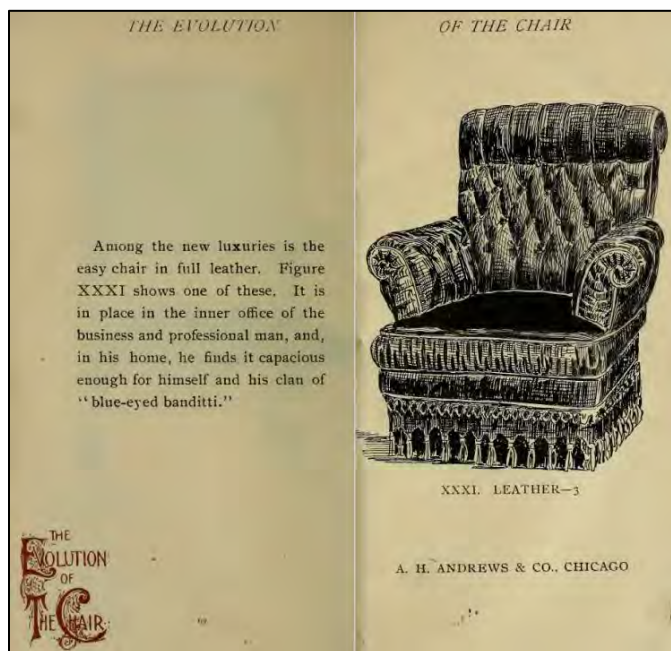 THE EVOLUTION
Among the new luxuries is the
easy chair in full leather. Figure
XXXI shows one of these. It is
in place in the inner office of the
business and professional man, and,
in his home, he finds it capacious
enough for himself and his clan of
“blue-eyed banditti.”
THE
EVOLUTION
OF
THE CHAIR
OF THE CHAIR
XXXI. LEATHER—3
A. H. ANDREWS & CO., CHICAGO